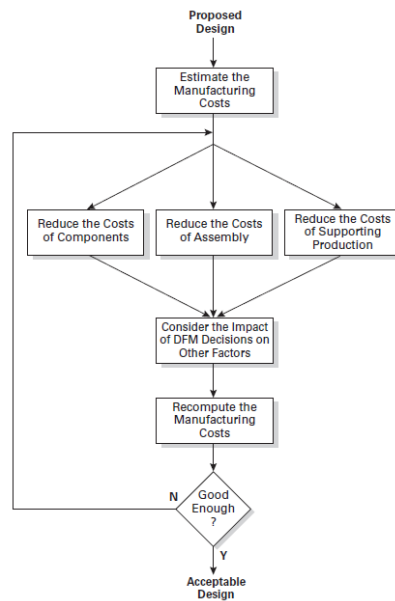 Proposed
Design
Estimate the
Manufacturing
Costs
Reduce the Costs
of Components
Reduce the Costs
of Assembly
Reduce the Costs
of Supporting
Production
Consider the Impact
of DFM Decisions on
Other Factors
Recompute the
Manufacturing
Costs
N
Good
Enough
?
Y
Acceptable
Design